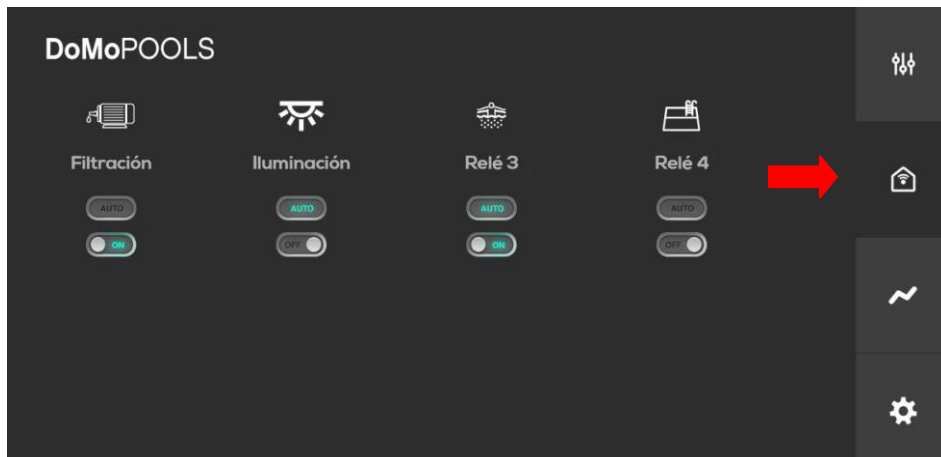 DoMoPOOLS
Filtración Iluminación Relé 3 Relé 4
AUTO AUTO AUTO AUTO
ON OFF ON OFF